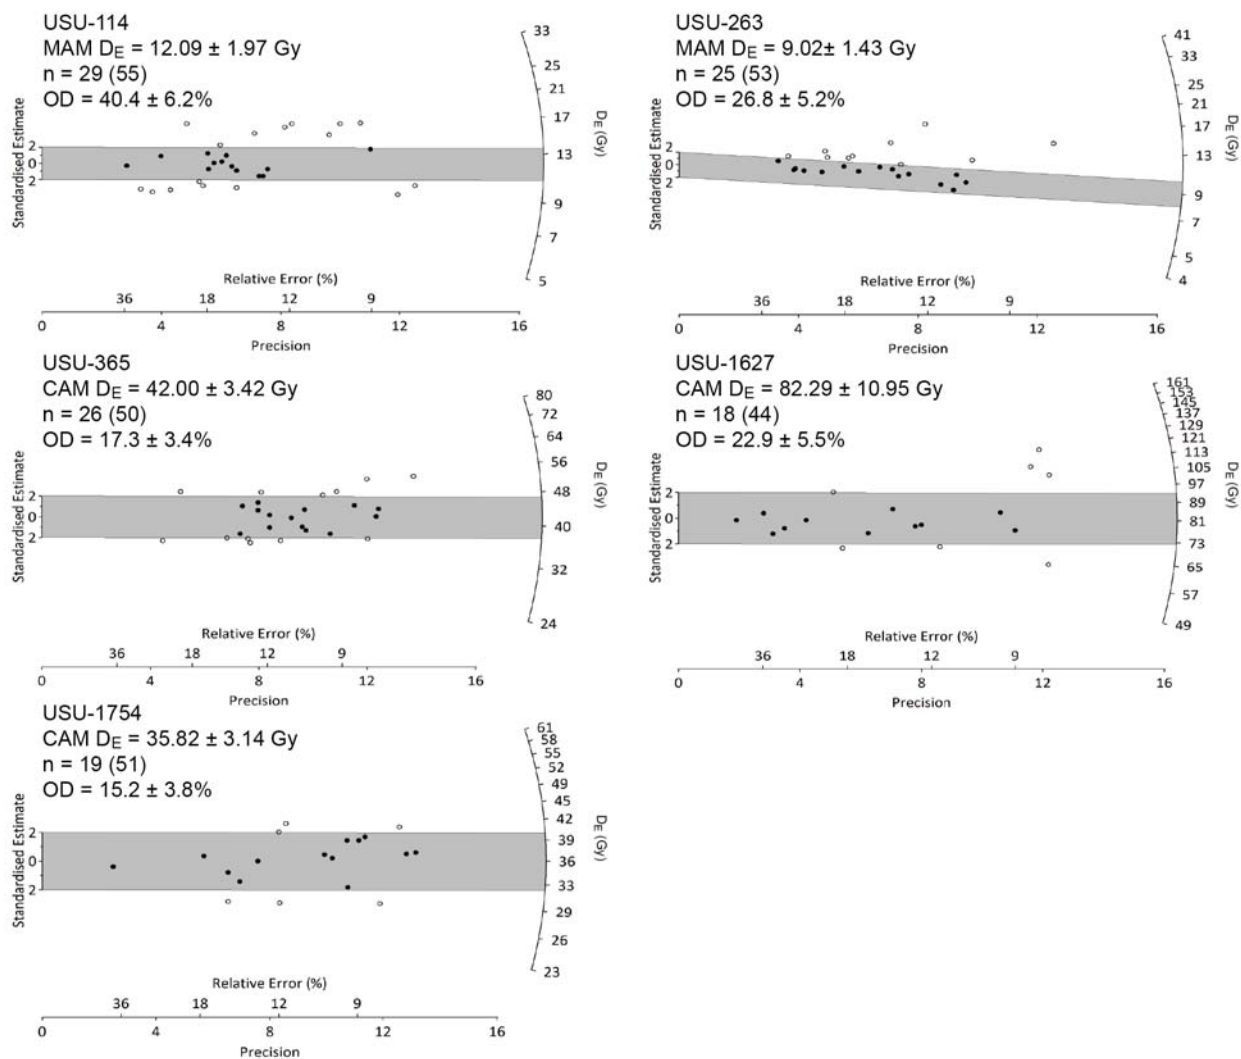 USU-114
MAM DE = 12.09 ± 1.97 Gy
n = 29 (55)
OD = 40.4 ± 6.2%
Standardised Estimate
2
0
2
33
25
21
17
13
9
7
5
DE (Gy)
Relative Error (%)
36 18 12 9
0 4 8 12 16
Precision
USU-263
MAM DE = 9.02± 1.43 Gy
n = 25 (53)
OD = 26.8 ± 5.2%
Standardised Estimate
2
0
2
41
33
25
21
17
13
9
7
5
4
DE (Gy)
Relative Error (%)
36 18 12 9
0 4 8 12 16
Precision
USU-365
CAM DE = 42.00 ± 3.42 Gy
n = 26 (50)
OD = 17.3 ± 3.4%
Standardised Estimate
2
0
2
80
72
64
56
48
40
32
24
DE (Gy)
Relative Error (%)
36 18 12 9
0 4 8 12 16
Precision
USU-1627
CAM DE = 82.29 ± 10.95 Gy
n = 18 (44)
OD = 22.9 ± 5.5%
Standardised Estimate
2
0
2
161
153
145
137
129
121
113
105
97
89
81
73
65
57
49
DE (Gy)
Relative Error (%)
36 18 12 9
0 4 8 12 16
Precision
USU-1754
CAM DE = 35.82 ± 3.14 Gy
n = 19 (51)
OD = 15.2 ± 3.8%
Standardised Estimate
2
0
2
61
58
55
52
49
45
42
39
36
33
29
26
23
DE (Gy)
Relative Error (%)
36 18 12 9
0 4 8 12 16
Precision